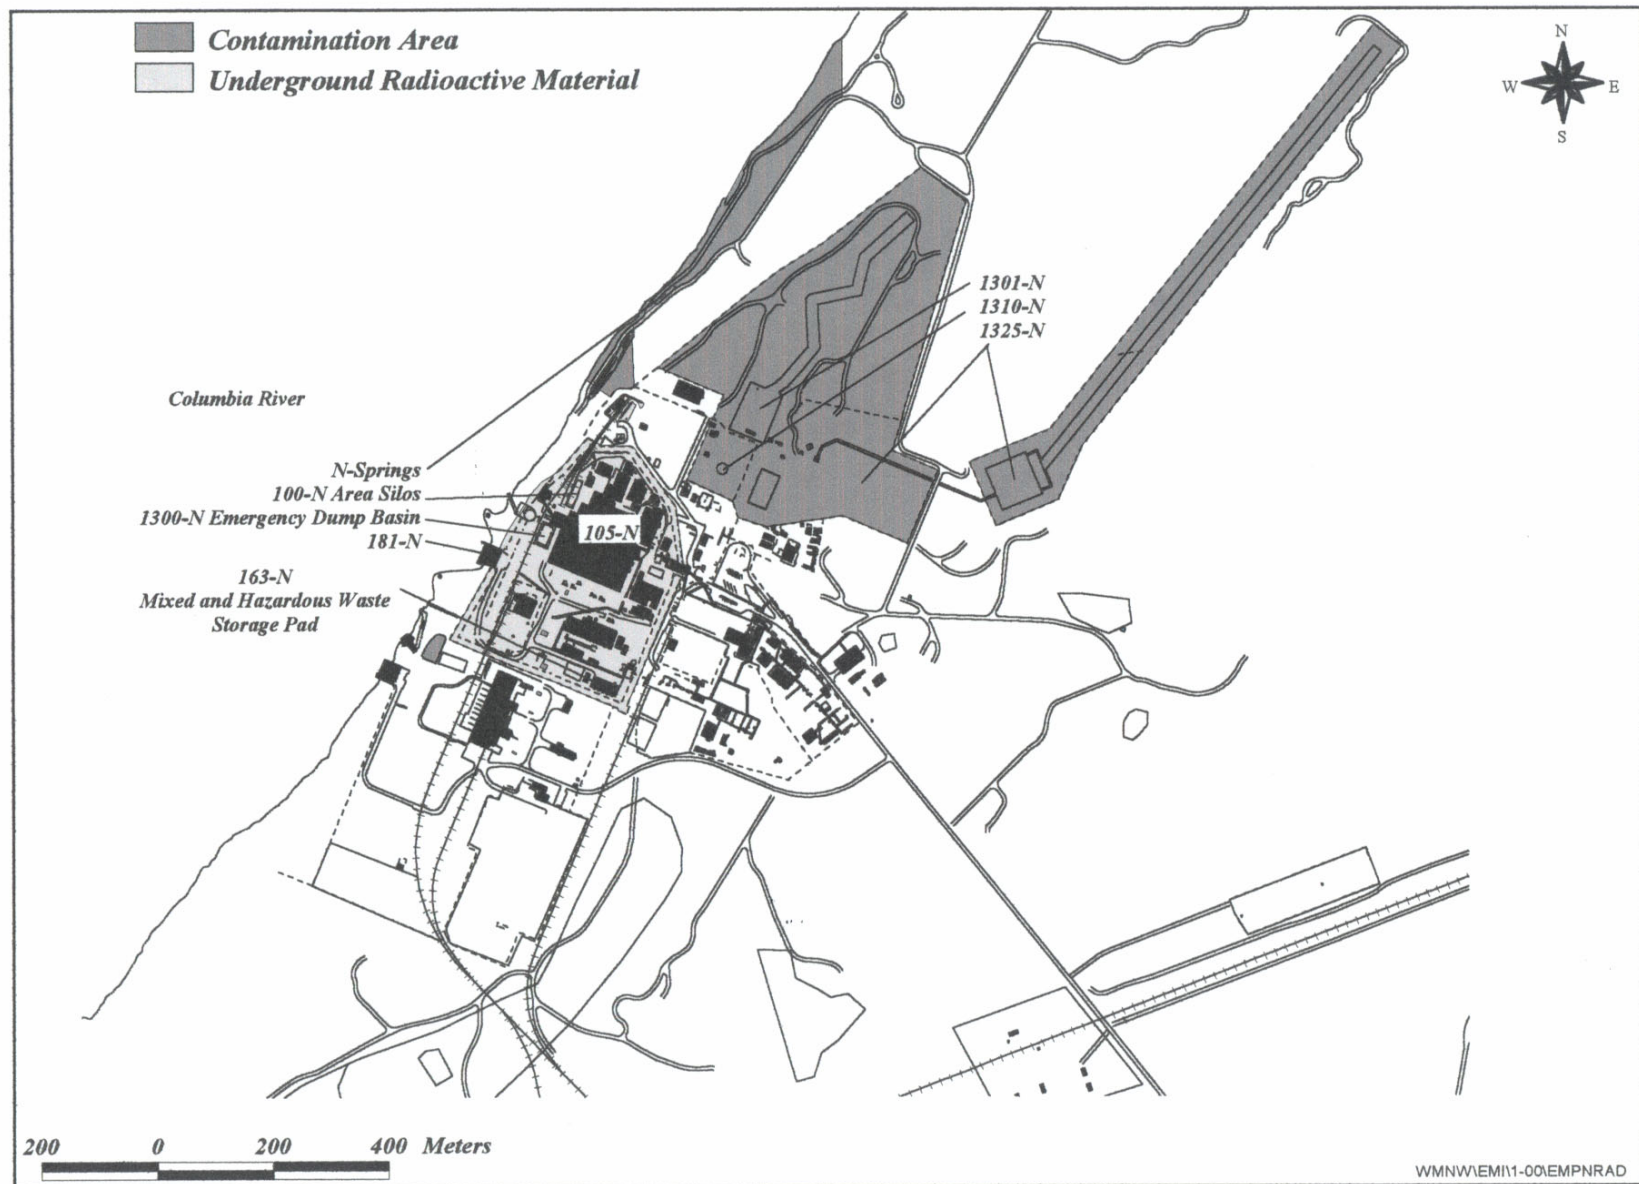 Contamination Area
Underground Radioactive Material
N
W
E
S
1301-N
1310-N
1325-N
Columbia River
N-Springs
100-N Area Silos
1300-N Emergency Dump Basin
105-N
181-N
163-N
Mixed and Hazardous Waste
Storage Pad
200 0 200 400 Meters
WMNW\EMI\1-00\EMPNRAD